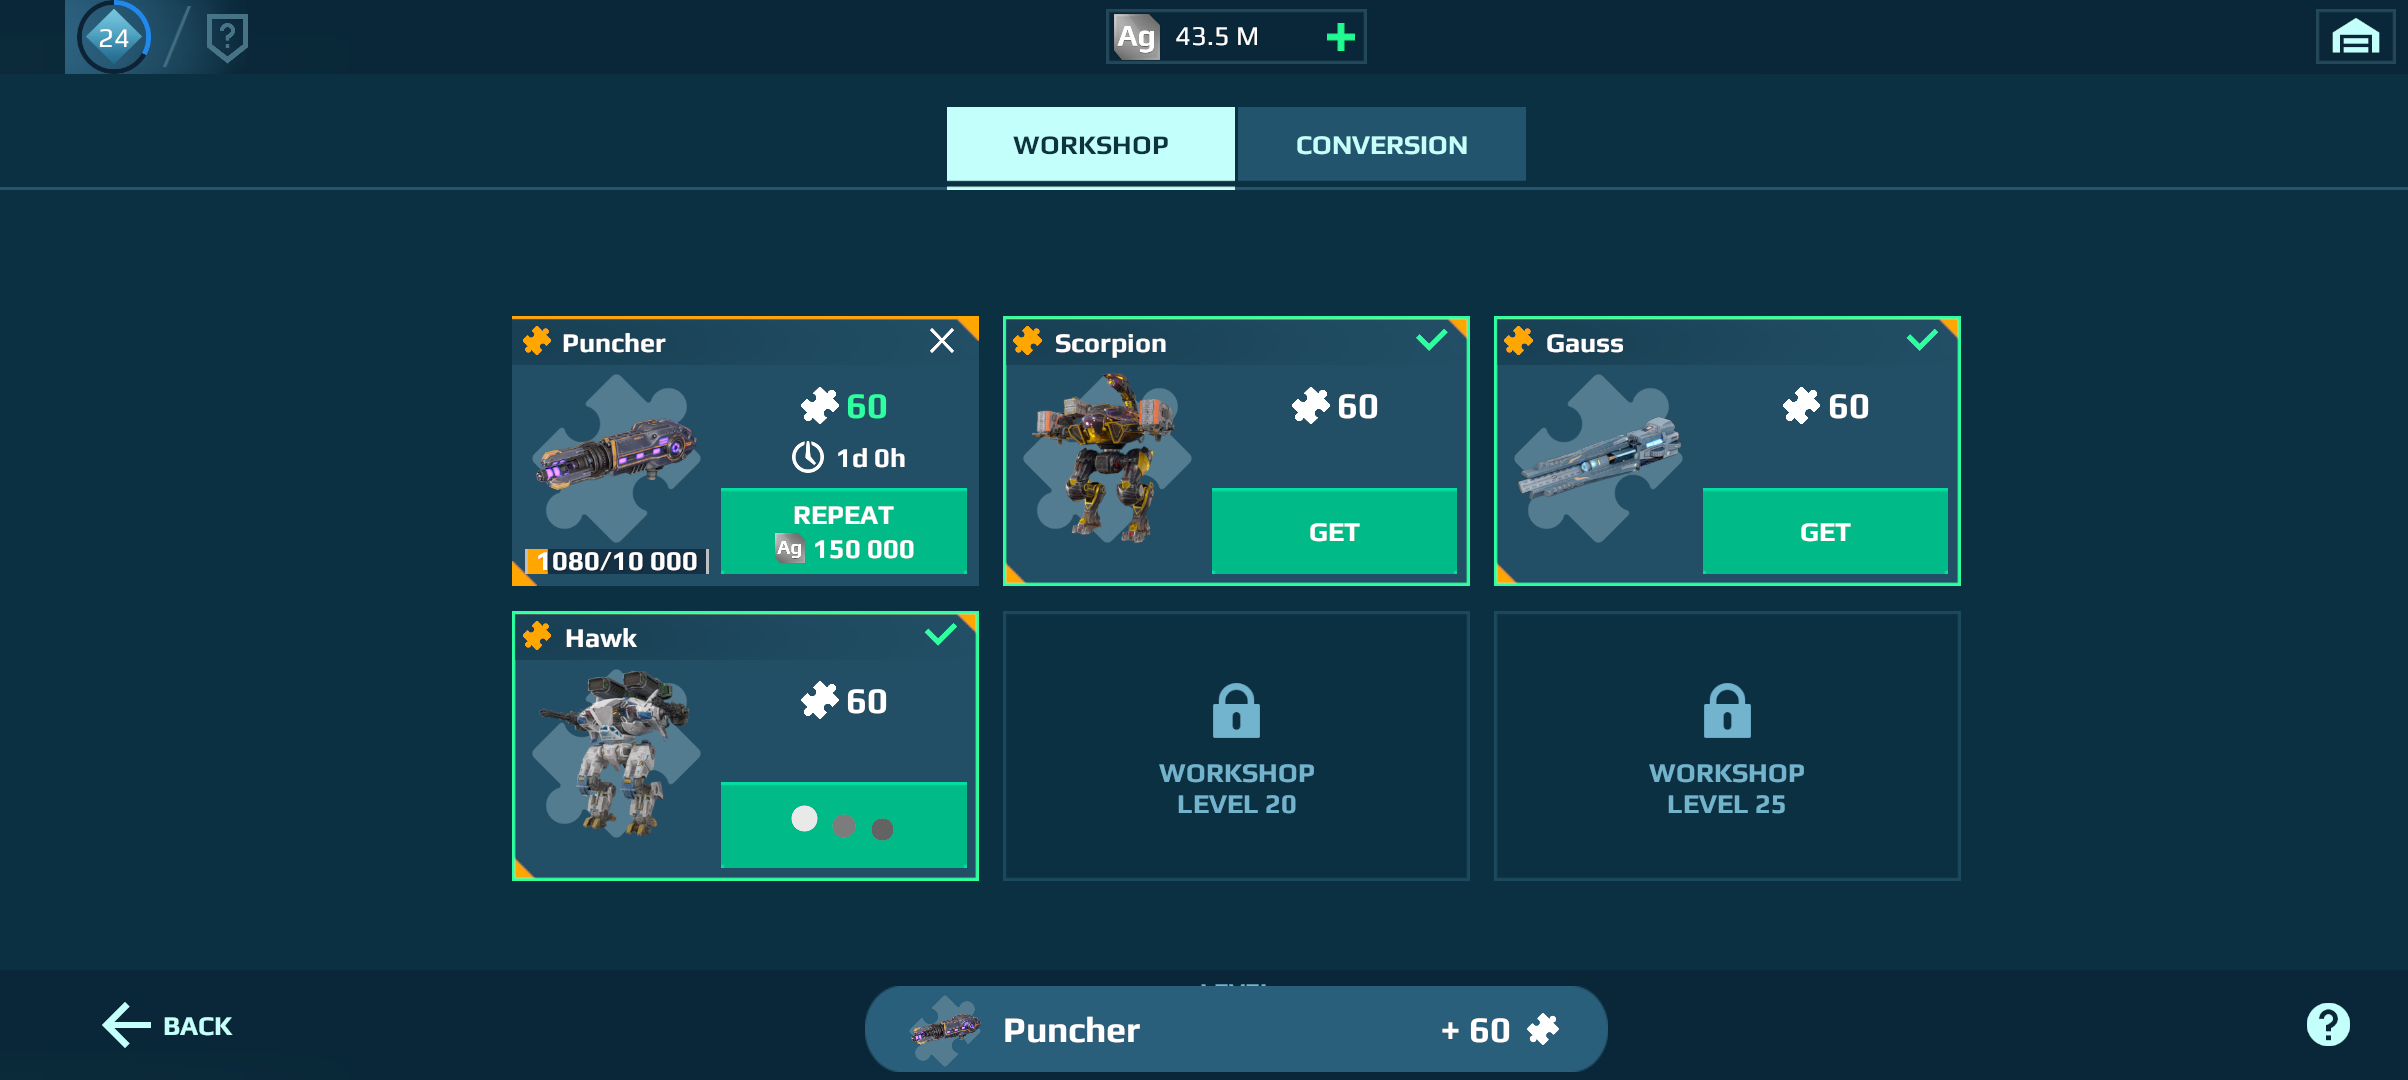 24
?
Ag 43.5 M
WORKSHOP
CONVERSION
Puncher
60
1d 0h
1080/10 000
REPEAT
Ag 150 000
Scorpion
60
GET
Gauss
60
GET
Hawk
60
WORKSHOP
LEVEL 20
WORKSHOP
LEVEL 25
BACK
Puncher
+ 60
?